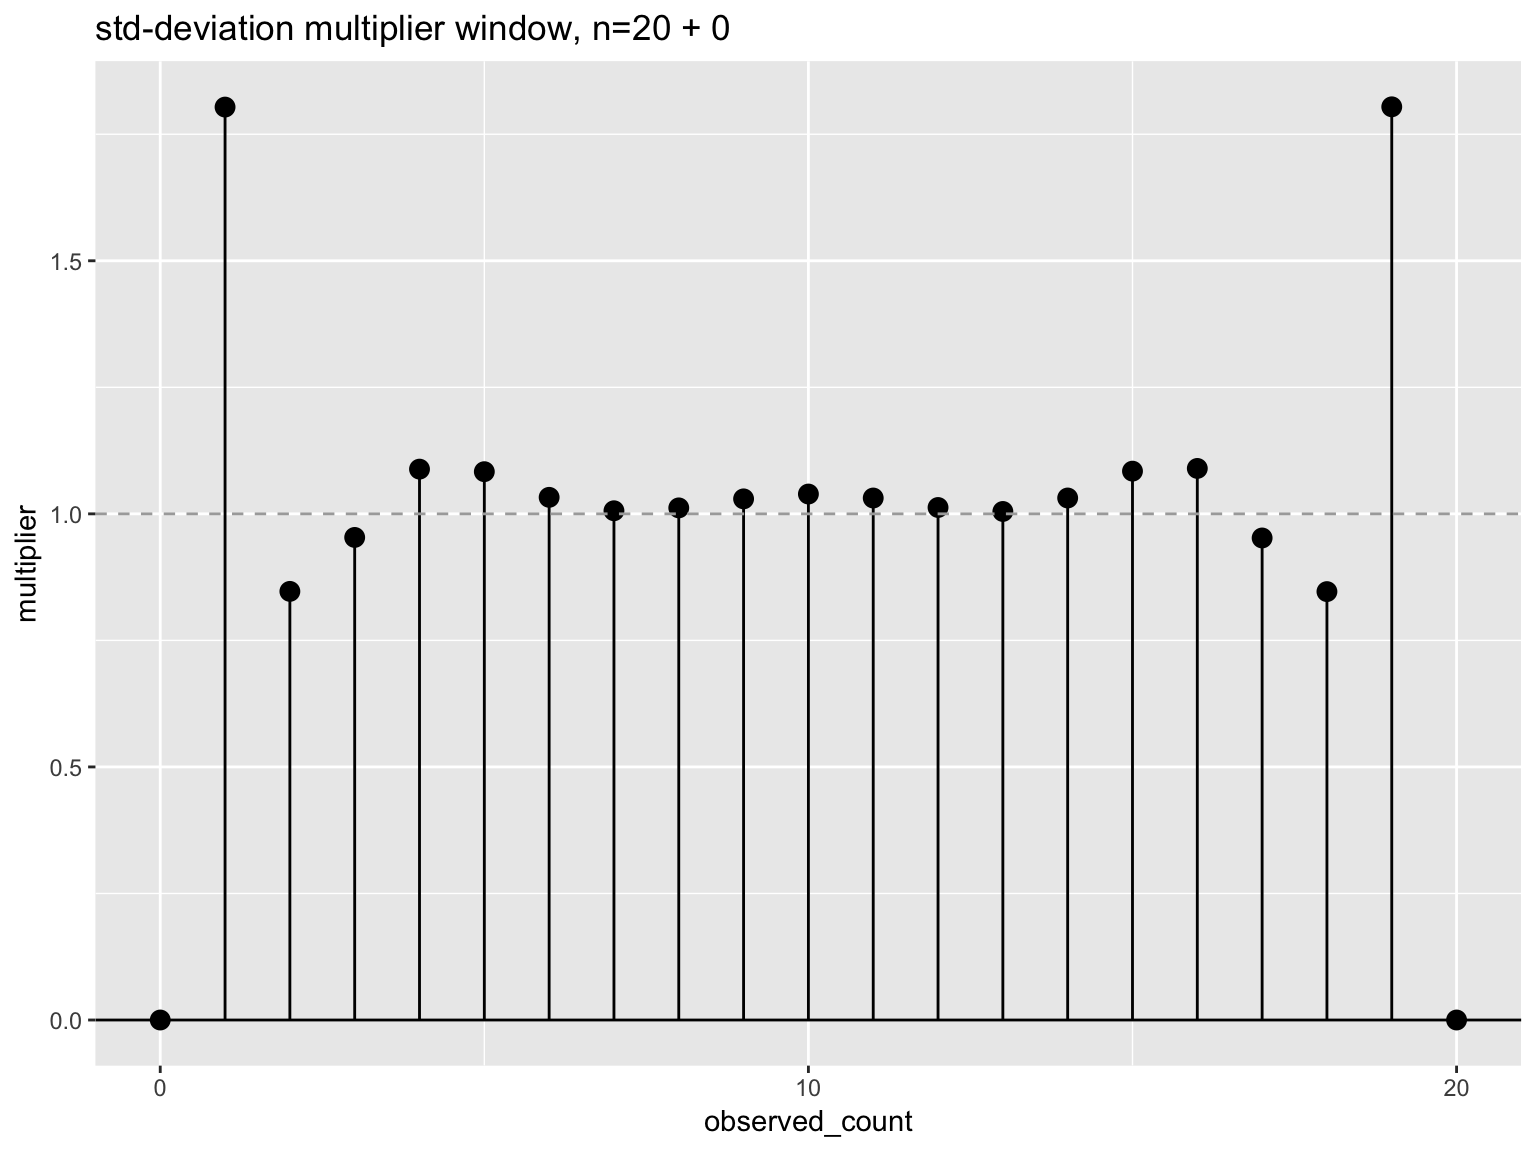 std-deviation multiplier window, n=20 + 0
multiplier
1.5
1.0
0.5
0.0
0 10 20
observed_count